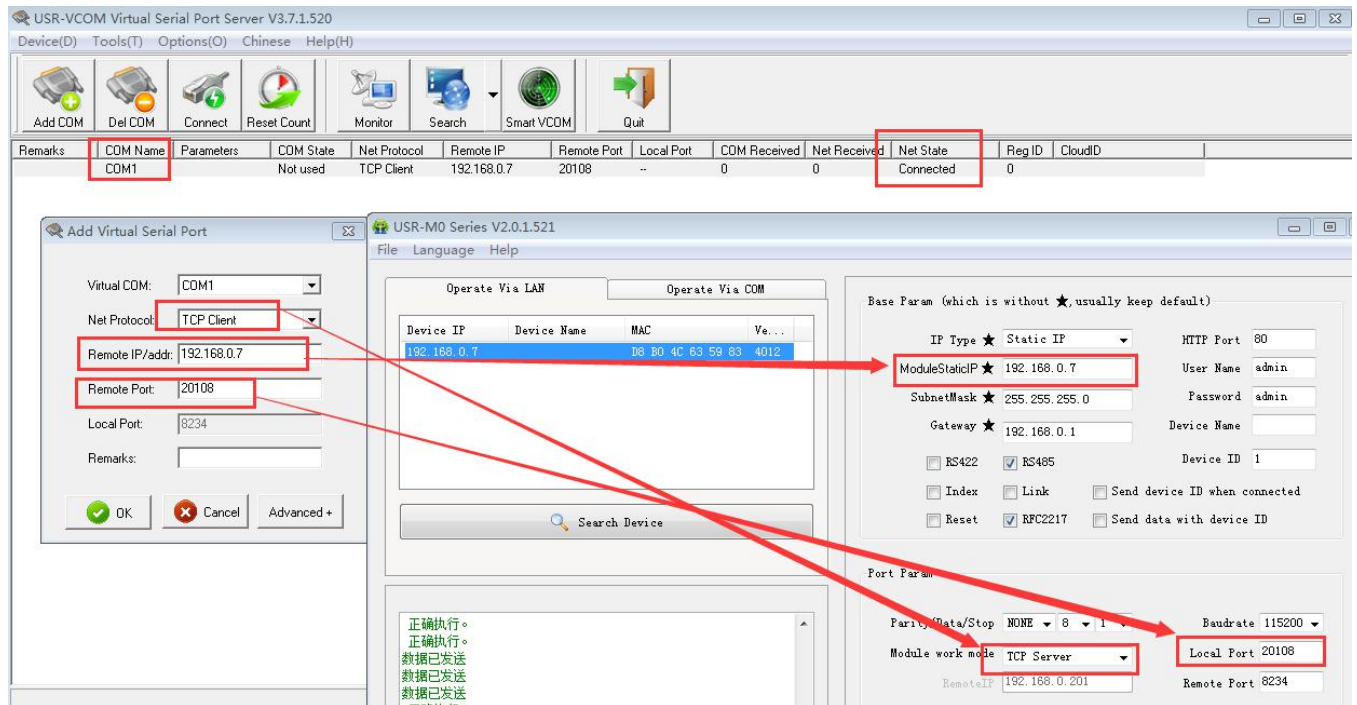 USR-VCOM Virtual Serial Port Server V3.7.1.520
Device(D) Tools(T) Options(O) Chinese Help(H)
Add COM Del COM Connect Reset Count Monitor Search Smart VCOM Quit
Remarks COM Name Parameters COM State Net Protocol Remote IP Remote Port Local Port COM Received Net Received Net State Reg ID CloudID
COM1 Not used TCP Client 192.168.0.7 20108 -- 0 0 Connected 0
Add Virtual Serial Port
Virtual COM: COM1
Net Protocol: TCP Client
Remote IP/addr: 192.168.0.7
Remote Port: 20108
Local Port: 8234
Remarks:
OK Cancel Advanced +
USR-M0 Series V2.0.1.521
File Language Help
Operate Via LAN Operate Via COM
Device IP Device Name MAC Ve...
192.168.0.7 D8 B0 4C 63 59 83 4012
Search Device
正确执行。
正确执行。
数据已发送
数据已发送
数据已发送
Base Param (which is without ★,usually keep default)
IP Type ★ Static IP HTTP Port 80
ModuleStaticIP ★ 192.168.0.7 User Name admin
SubnetMask ★ 255.255.255.0 Password admin
Gateway ★ 192.168.0.1 Device Name
RS422 RS485 Device ID 1
Index Link Send device ID when connected
Reset RFC2217 Send data with device ID
Port Param
Parity/Data/Stop NONE 8 1 Baudrate 115200
Module work mode TCP Server Local Port 20108
RemoteIP 192.168.0.201 Remote Port 8234